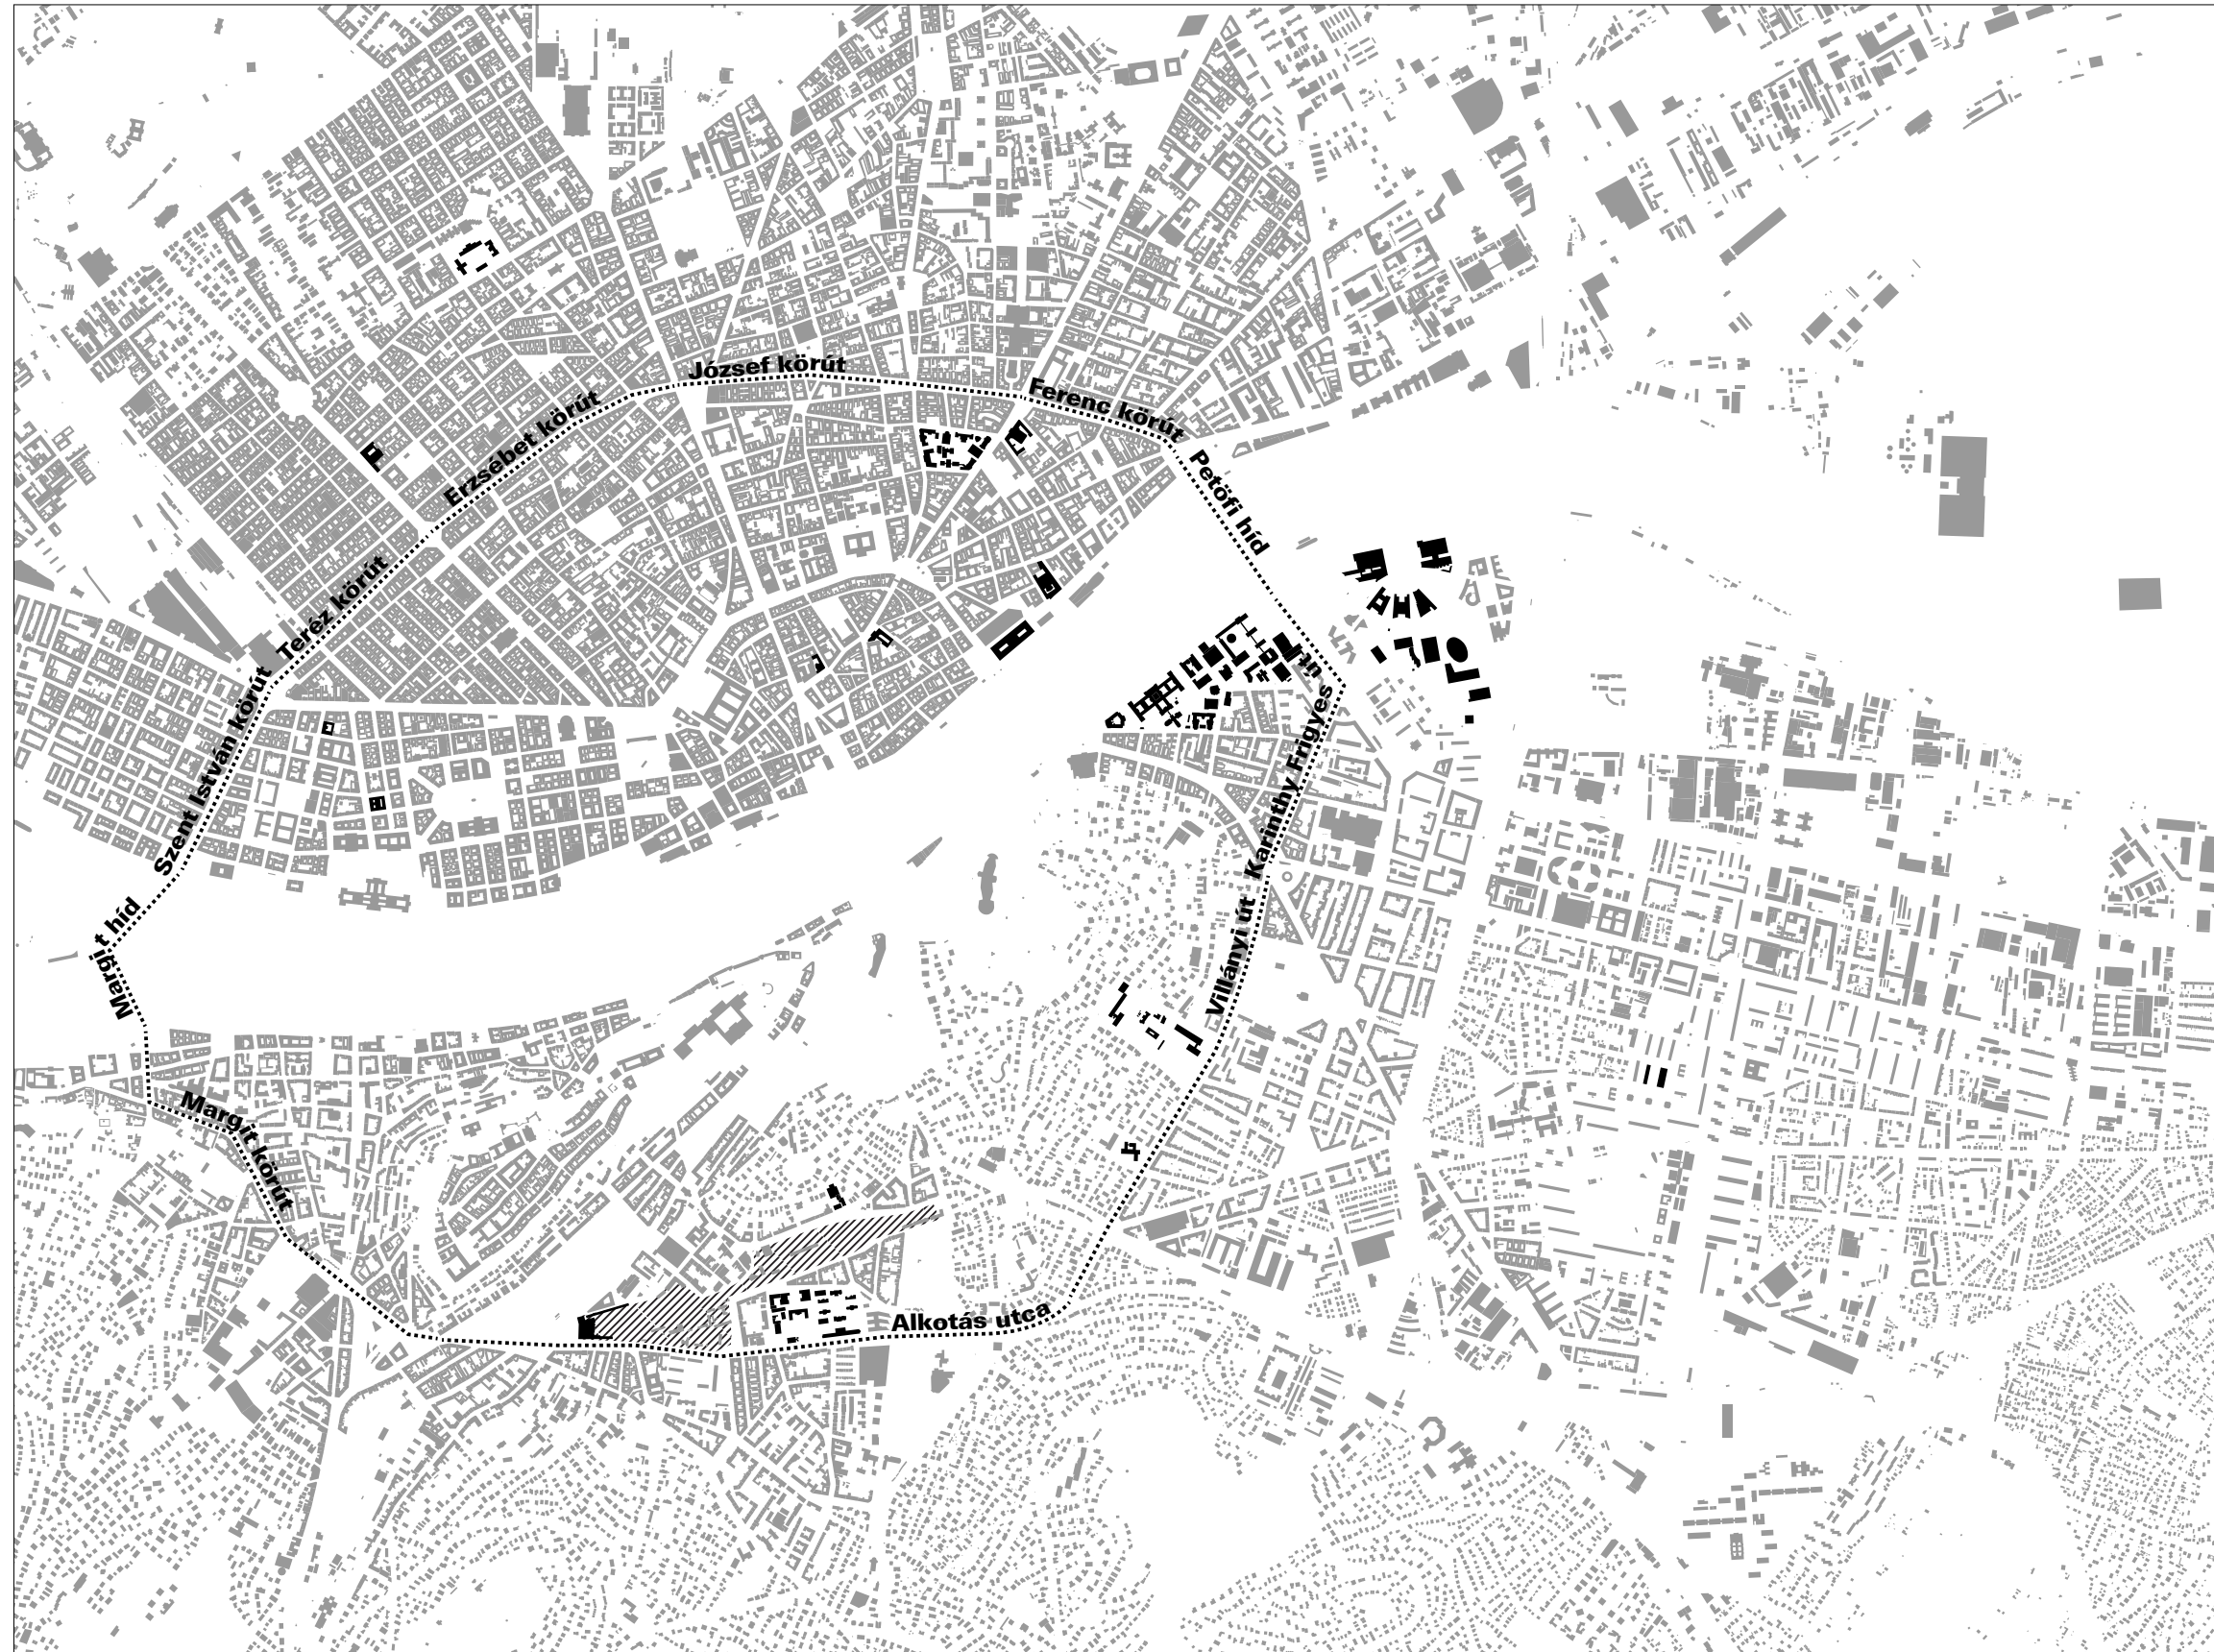 József körút
Ferenc körút
Erzsébet körút
Petőfi híd
Teréz körút
Szent István körút
Karinthy Frigyes út
Margit híd
Villányi út
Margit körút
Alkotás utca